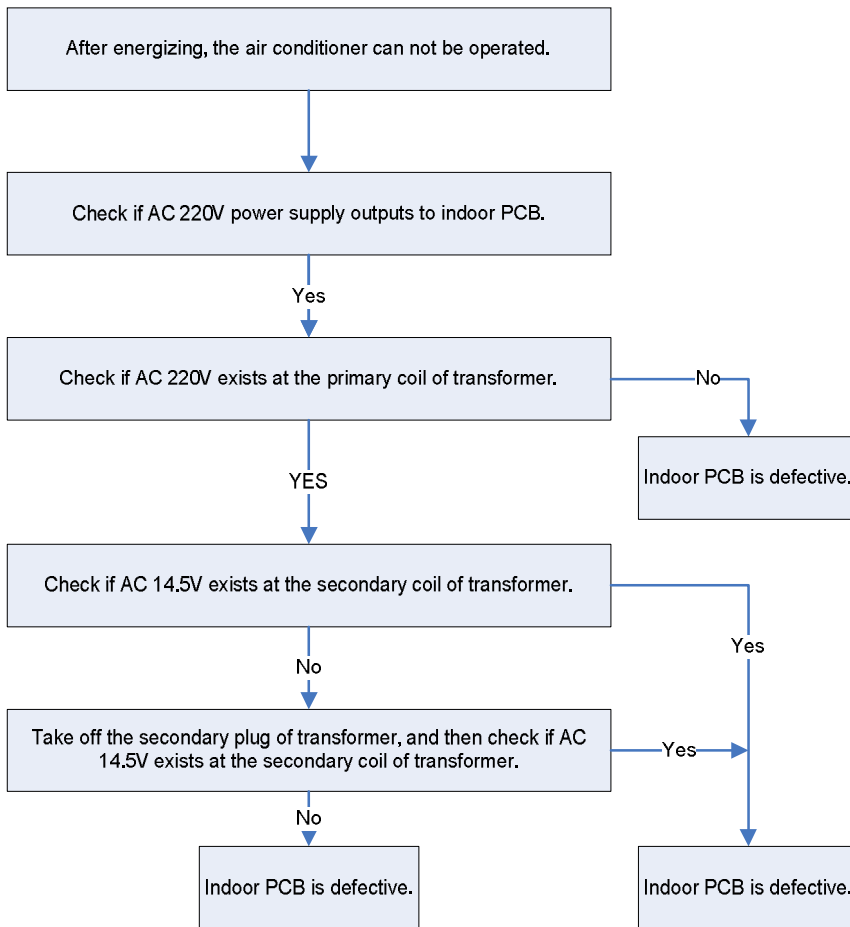 After energizing, the air conditioner can not be operated.
Check if AC 220V power supply outputs to indoor PCB.
Yes
Check if AC 220V exists at the primary coil of transformer.
No
Indoor PCB is defective.
YES
Check if AC 14.5V exists at the secondary coil of transformer.
Yes
No
Take off the secondary plug of transformer, and then check if AC
14.5V exists at the secondary coil of transformer.
Yes
No
Indoor PCB is defective.
Indoor PCB is defective.